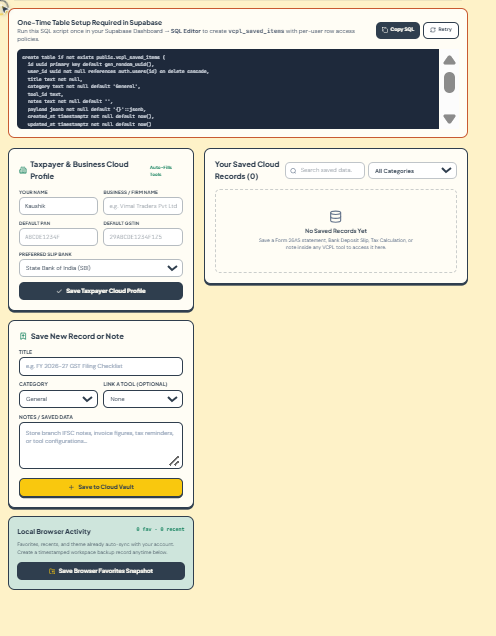 One-Time Table Setup Required in Supabase
Run this SQL script once in your Supabase Dashboard → SQL Editor to create vcpl_saved_items with per-user row access
policies.
Copy SQL
Retry
create table if not exists public.vcpl_saved_items (
id uuid primary key default gen_random_uuid(),
user_id uuid not null references auth.users(id) on delete cascade,
title text not null,
category text not null default 'General',
tool_id text,
notes text not null default '',
payload jsonb not null default '{}'::jsonb,
created_at timestamptz not null default now()
updated_at timestamptz not null default now()
Taxpayer & Business Cloud
Profile
Auto-Fills
Tools
YOUR NAME
BUSINESS / FIRM NAME
Kaushik
e.g. Vimal Traders Pvt Ltd
DEFAULT PAN
DEFAULT GSTIN
ABCDE1234F
29ABCDE1234F1Z5
PREFERRED SLIP BANK
State Bank of India (SBI)
Save Taxpayer Cloud Profile
Your Saved Cloud
Records (0)
Search saved data.
All Categories
No Saved Records Yet
Save a Form 26AS statement, Bank Deposit Slip, Tax Calculation, or
note inside any VCPL tool to access it here.
Save New Record or Note
TITLE
e.g. FY 2026-27 GST Filing Checklist
CATEGORY
LINK A TOOL (OPTIONAL)
General
None
NOTES / SAVED DATA
Store branch IFSC notes, invoice figures, tax reminders,
or tool configurations...
Save to Cloud Vault
Local Browser Activity
0 fav · 0 recent
Favorites, recents, and theme already auto-sync with your account.
Create a timestamped workspace backup record anytime below.
Save Browser Favorites Snapshot